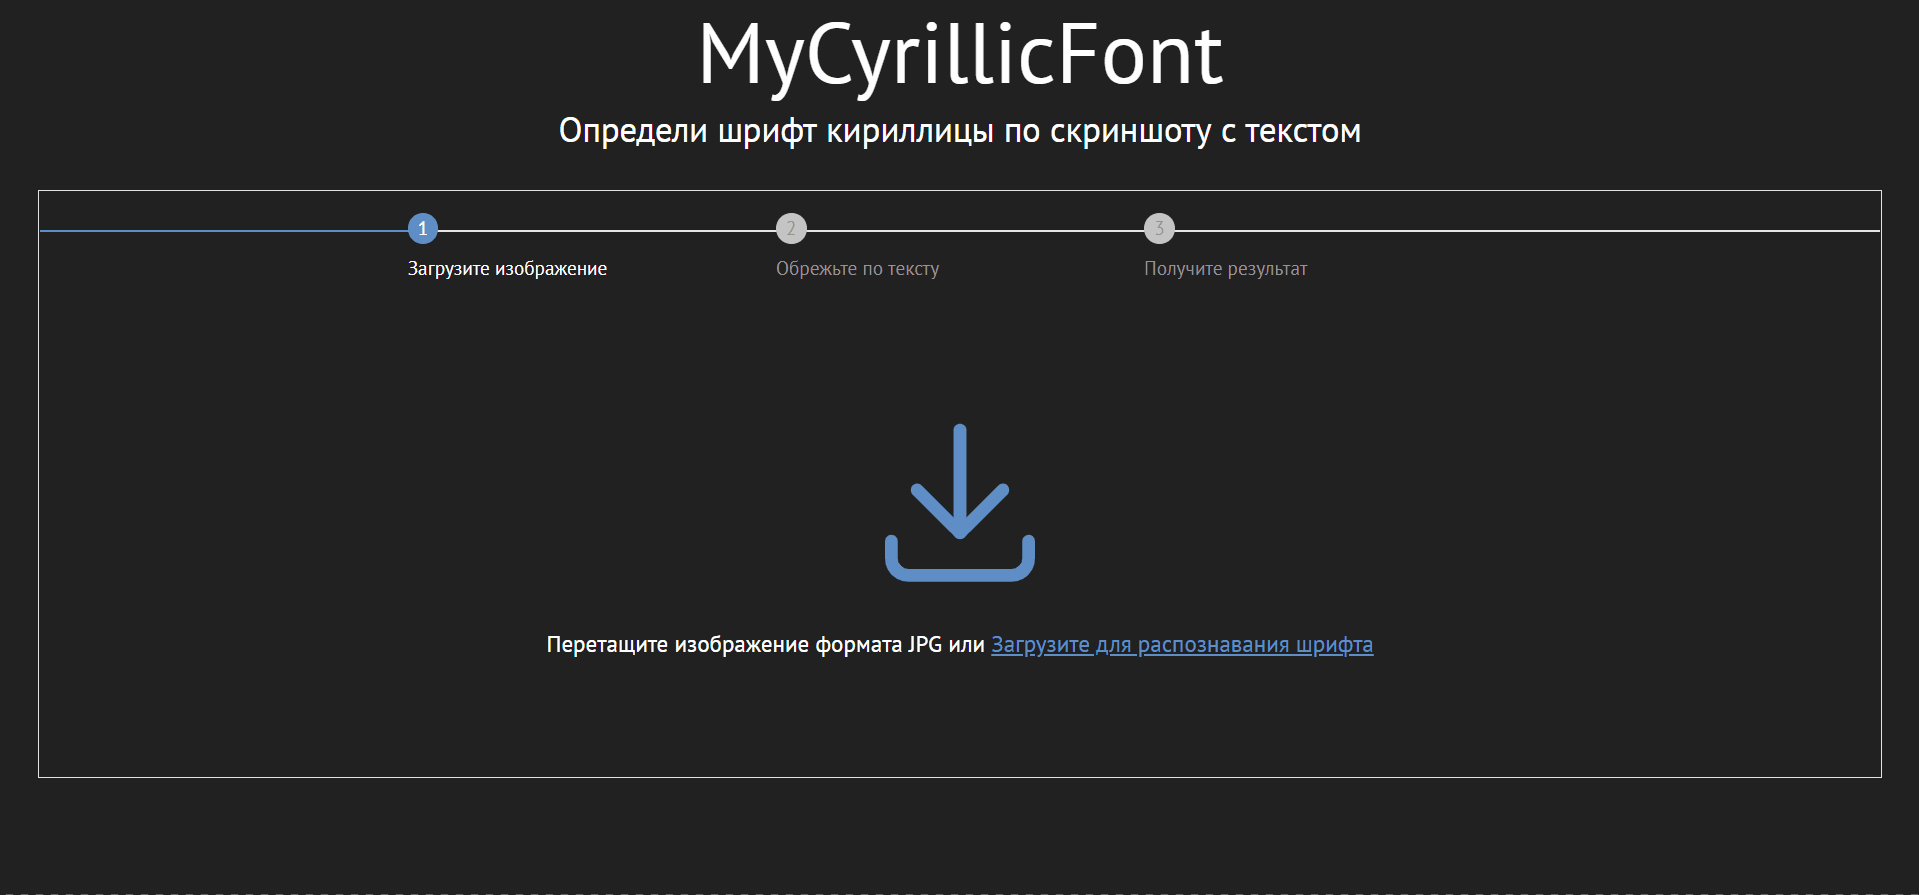 MyCyrillicFont
Определи шрифт кириллицы по скриншоту с текстом
1
2
3
Загрузите изображение
Обрежьте по тексту
Получите результат
Перетащите изображение формата JPG или Загрузите для распознавания шрифта